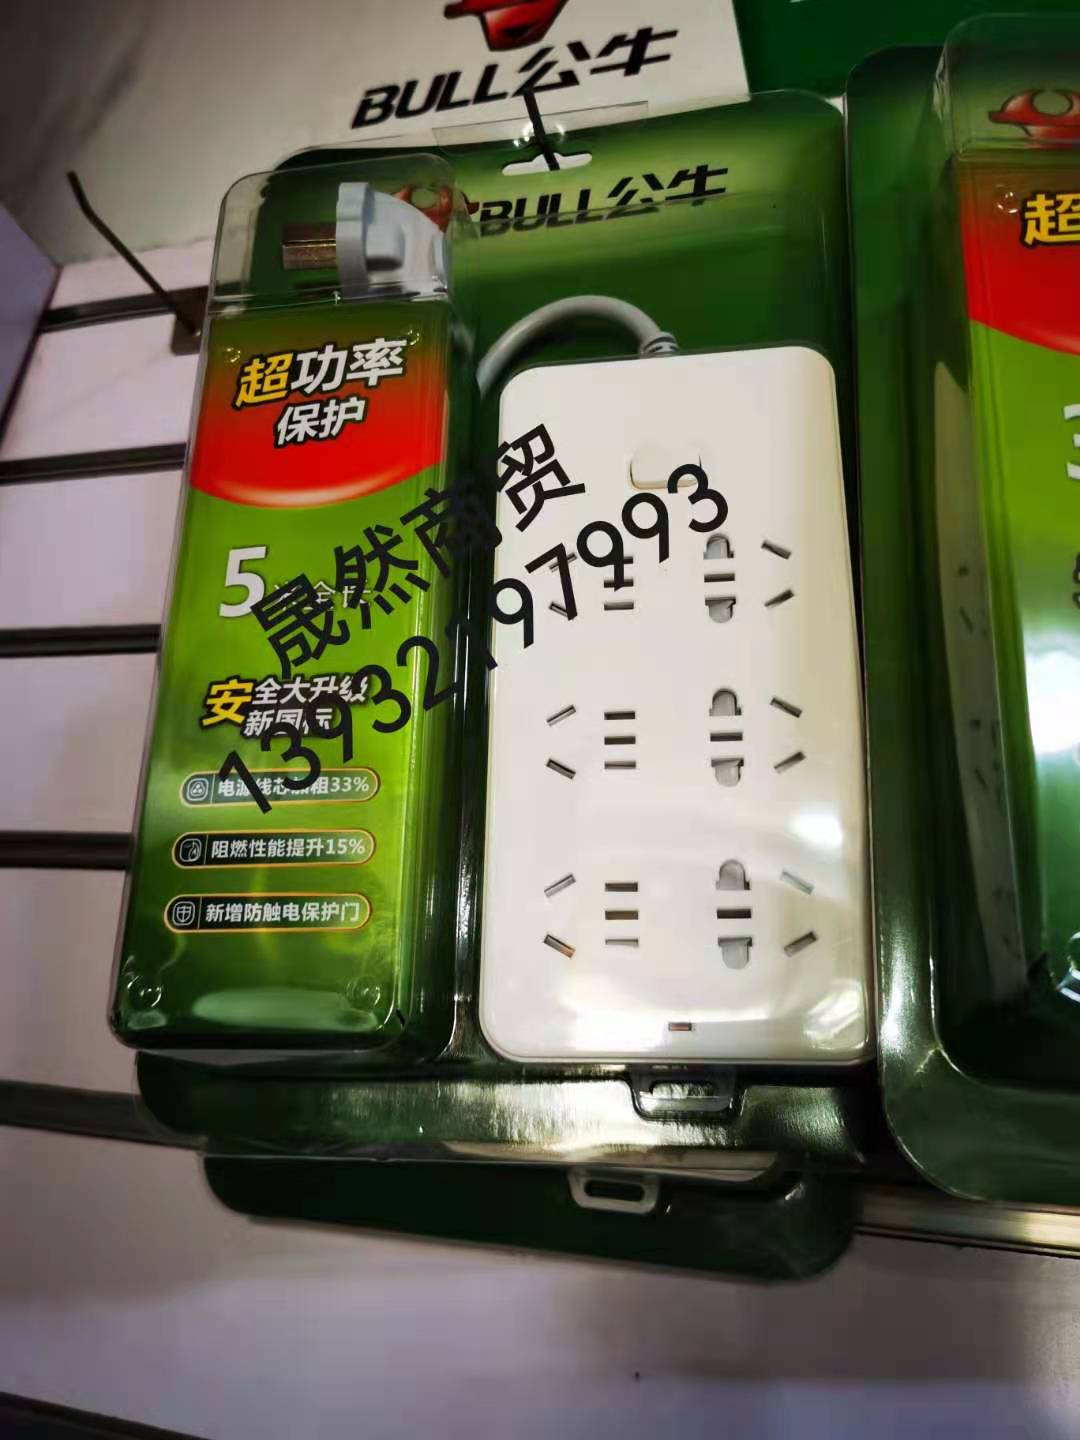 BULL公牛
BULL公牛
超功率
保护
5
安全大升级
新国标
电源线芯加粗33%
阻燃性能提升15%
新增防触电保护门
晟然商贸
13932197993
超
3